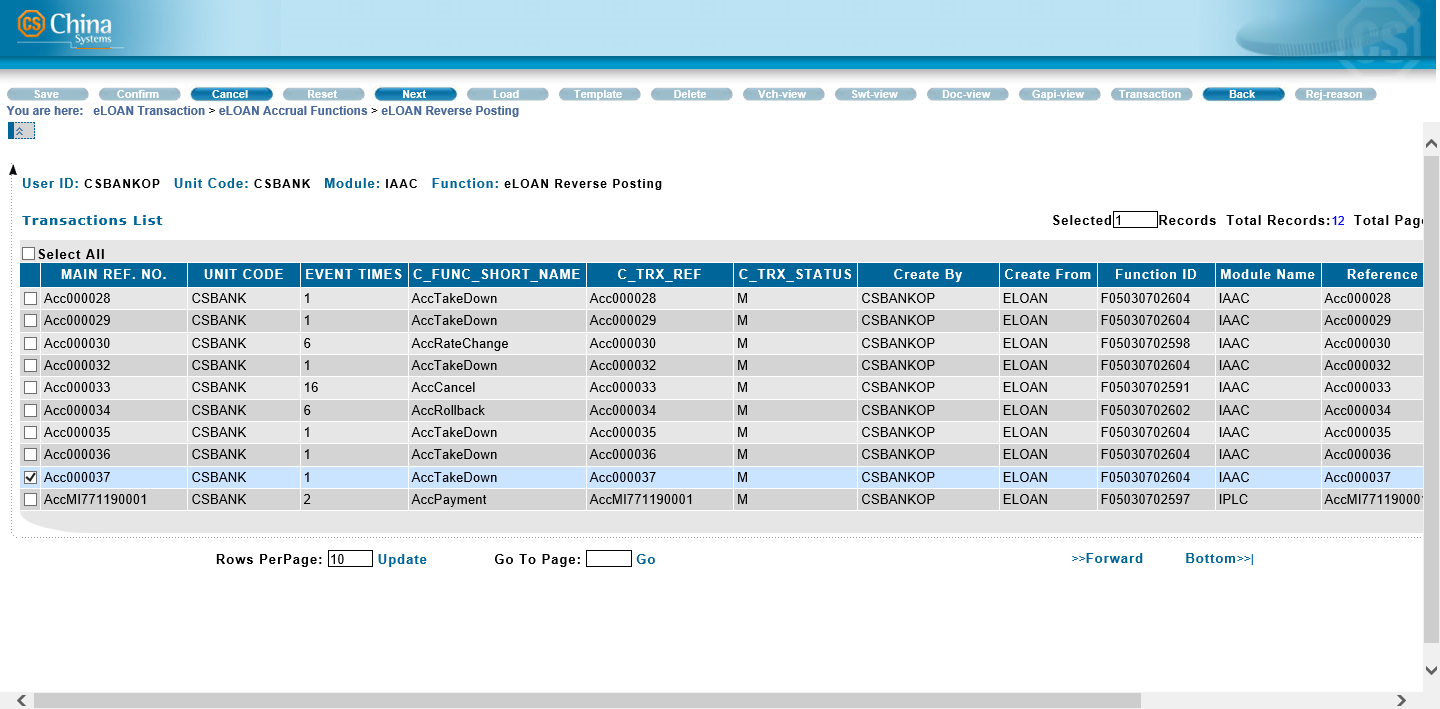 CS China
Systems
Save Confirm Cancel Reset Next Load Template Delete Vch-view Swt-view Doc-view Gapi-view Transaction Back Rej-reason
You are here: eLOAN Transaction > eLOAN Accrual Functions > eLOAN Reverse Posting
User ID: CSBANKOP Unit Code: CSBANK Module: IAAC Function: eLOAN Reverse Posting
Transactions List Selected 1 Records Total Records:12 Total Page
Select All
MAIN REF. NO. UNIT CODE EVENT TIMES C_FUNC_SHORT_NAME C_TRX_REF C_TRX_STATUS Create By Create From Function ID Module Name Reference
Acc000028 CSBANK 1 AccTakeDown Acc000028 M CSBANKOP ELOAN F05030702604 IAAC Acc000028
Acc000029 CSBANK 1 AccTakeDown Acc000029 M CSBANKOP ELOAN F05030702604 IAAC Acc000029
Acc000030 CSBANK 6 AccRateChange Acc000030 M CSBANKOP ELOAN F05030702598 IAAC Acc000030
Acc000032 CSBANK 1 AccTakeDown Acc000032 M CSBANKOP ELOAN F05030702604 IAAC Acc000032
Acc000033 CSBANK 16 AccCancel Acc000033 M CSBANKOP ELOAN F05030702591 IAAC Acc000033
Acc000034 CSBANK 6 AccRollback Acc000034 M CSBANKOP ELOAN F05030702602 IAAC Acc000034
Acc000035 CSBANK 1 AccTakeDown Acc000035 M CSBANKOP ELOAN F05030702604 IAAC Acc000035
Acc000036 CSBANK 1 AccTakeDown Acc000036 M CSBANKOP ELOAN F05030702604 IAAC Acc000036
Acc000037 CSBANK 1 AccTakeDown Acc000037 M CSBANKOP ELOAN F05030702604 IAAC Acc000037
AccMI771190001 CSBANK 2 AccPayment AccMI771190001 M CSBANKOP ELOAN F05030702597 IPLC AccMI771190001
Rows PerPage: 10 Update Go To Page: Go >>Forward Bottom>>|